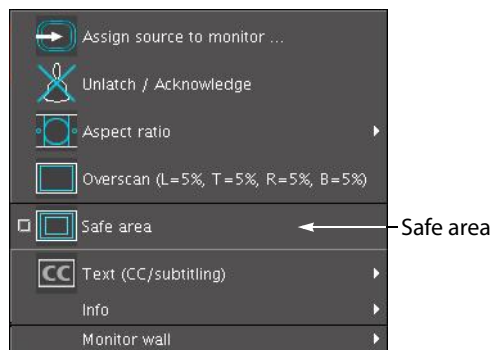 Assign source to monitor ...
Unlatch / Acknowledge
Aspect ratio
Overscan (L=5%, T=5%, R=5%, B=5%)
Safe area
Safe area
CC Text (CC/subtitling)
Info
Monitor wall